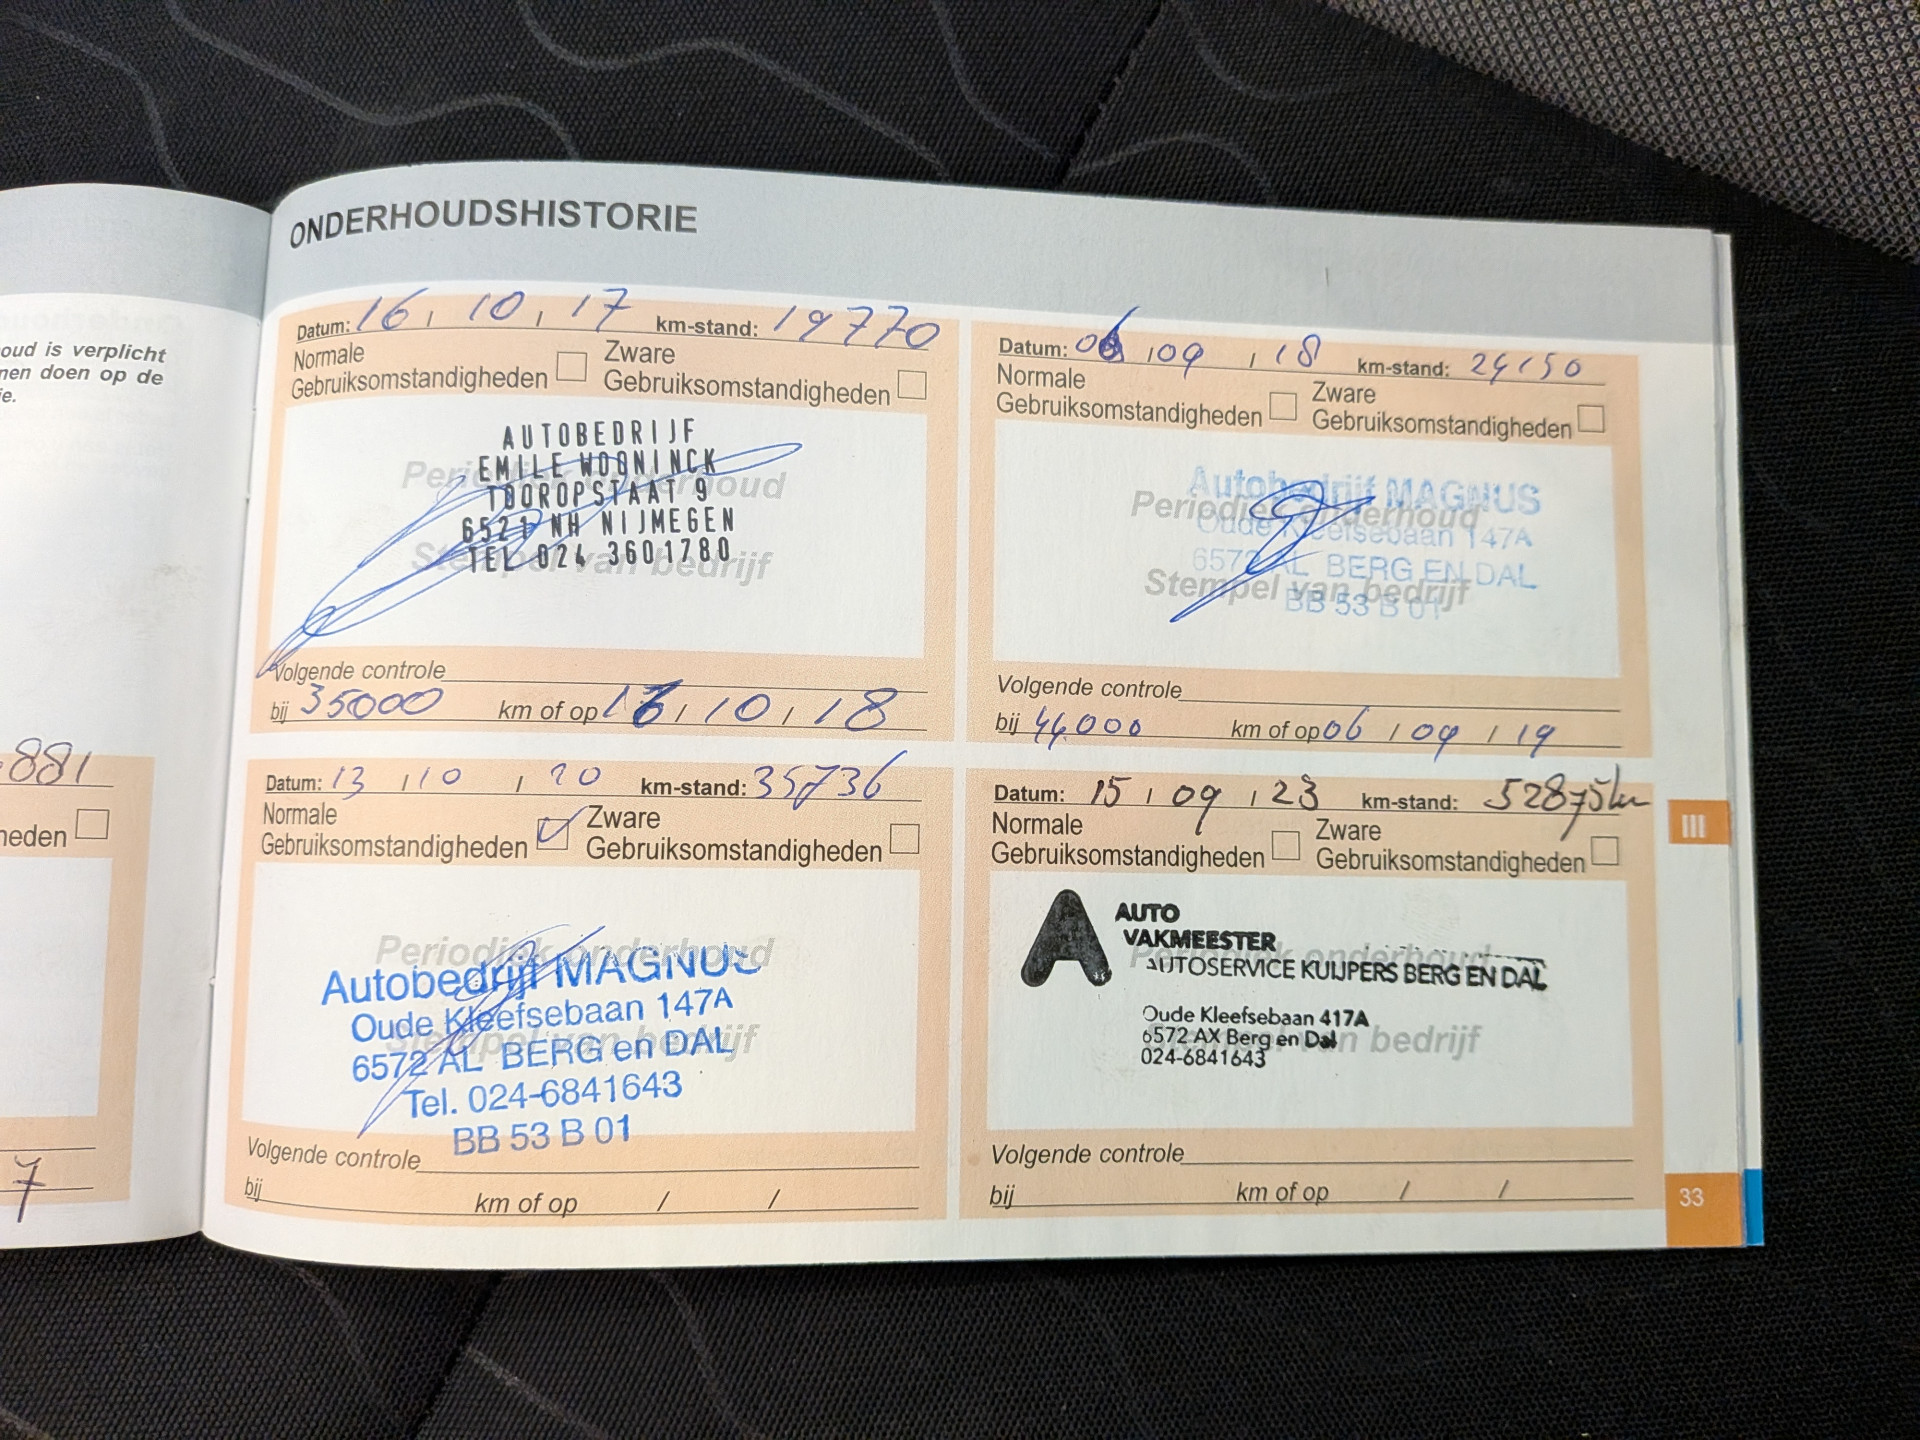 ONDERHOUDSHISTORIE
oud is verplicht
nen doen op de
ie.
881
heden
7
Datum: 16 / 10 / 17 km-stand: 19770
Normale
Gebruiksomstandigheden
Zware
Gebruiksomstandigheden
Periodiek onderhoud
Stempel van bedrijf
AUTOBEDRIJF
EMILE WOONINCK
TOOROPSTAAT 9
6521 NH NIJMEGEN
TEL 024 3601780
Volgende controle
bij 35000 km of op 16 / 10 / 18
Datum: 06 / 09 / 18 km-stand: 24150
Normale
Gebruiksomstandigheden
Zware
Gebruiksomstandigheden
Periodiek onderhoud
Stempel van bedrijf
Autobedrijf MAGNUS
Oude Kleefsebaan 147A
6572 AL BERG EN DAL
BB 53 B 01
Volgende controle
bij 44.000 km of op 06 / 09 / 19
Datum: 13 / 10 / 20 km-stand: 35736
Normale
Gebruiksomstandigheden
Zware
Gebruiksomstandigheden
Periodiek onderhoud
Stempel van bedrijf
Autobedrijf MAGNUS
Oude Kleefsebaan 147A
6572 AL BERG en DAL
Tel. 024-6841643
BB 53 B 01
Volgende controle
bij km of op / /
Datum: 15 / 09 / 23 km-stand: 52875km
Normale
Gebruiksomstandigheden
Zware
Gebruiksomstandigheden
Periodiek onderhoud
Stempel van bedrijf
AUTO
VAKMEESTER
AUTOSERVICE KUIJPERS BERG EN DAL
Oude Kleefsebaan 417A
6572 AX Berg en Dal
024-6841643
Volgende controle
bij km of op / /
III
33